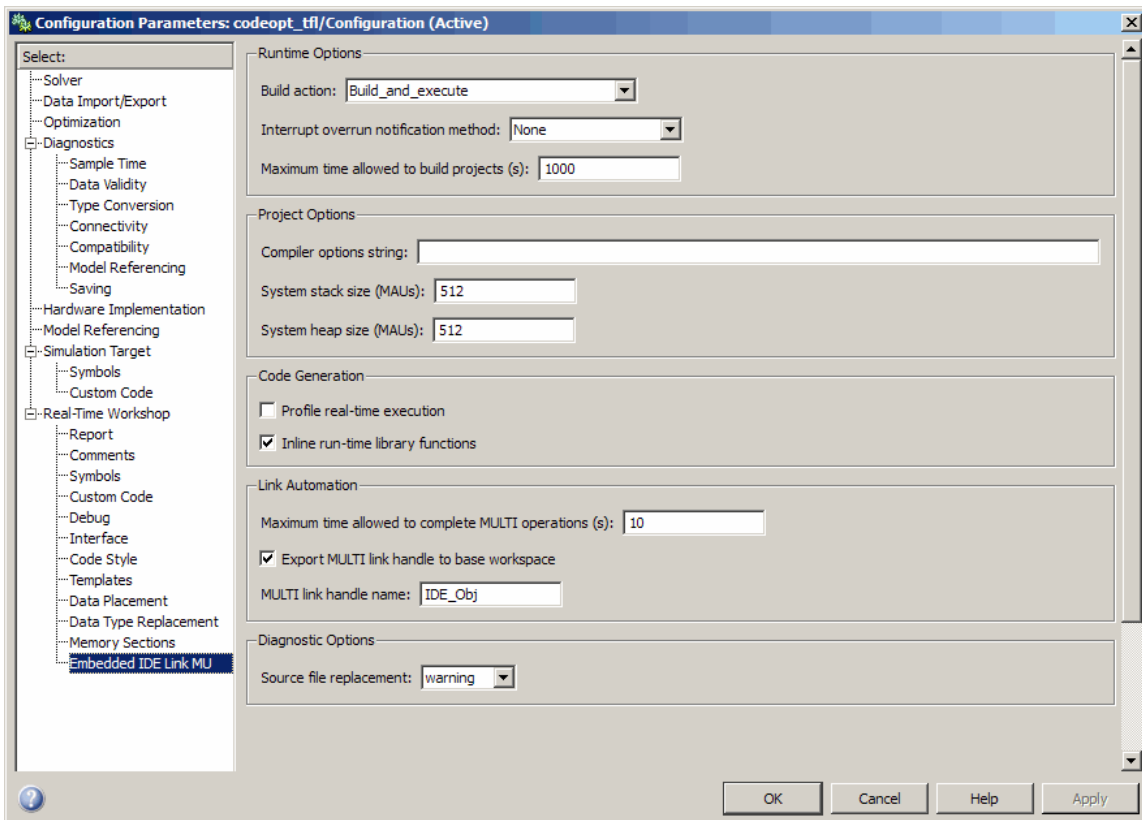 Configuration Parameters: codeopt_tfl/Configuration (Active)
Select:
Solver
Data Import/Export
Optimization
Diagnostics
Sample Time
Data Validity
Type Conversion
Connectivity
Compatibility
Model Referencing
Saving
Hardware Implementation
Model Referencing
Simulation Target
Symbols
Custom Code
Real-Time Workshop
Report
Comments
Symbols
Custom Code
Debug
Interface
Code Style
Templates
Data Placement
Data Type Replacement
Memory Sections
Embedded IDE Link MU
Runtime Options
Build action: Build_and_execute
Interrupt overrun notification method: None
Maximum time allowed to build projects (s): 1000
Project Options
Compiler options string:
System stack size (MAUs): 512
System heap size (MAUs): 512
Code Generation
Profile real-time execution
Inline run-time library functions
Link Automation
Maximum time allowed to complete MULTI operations (s): 10
Export MULTI link handle to base workspace
MULTI link handle name: IDE_Obj
Diagnostic Options
Source file replacement: warning
OK Cancel Help Apply